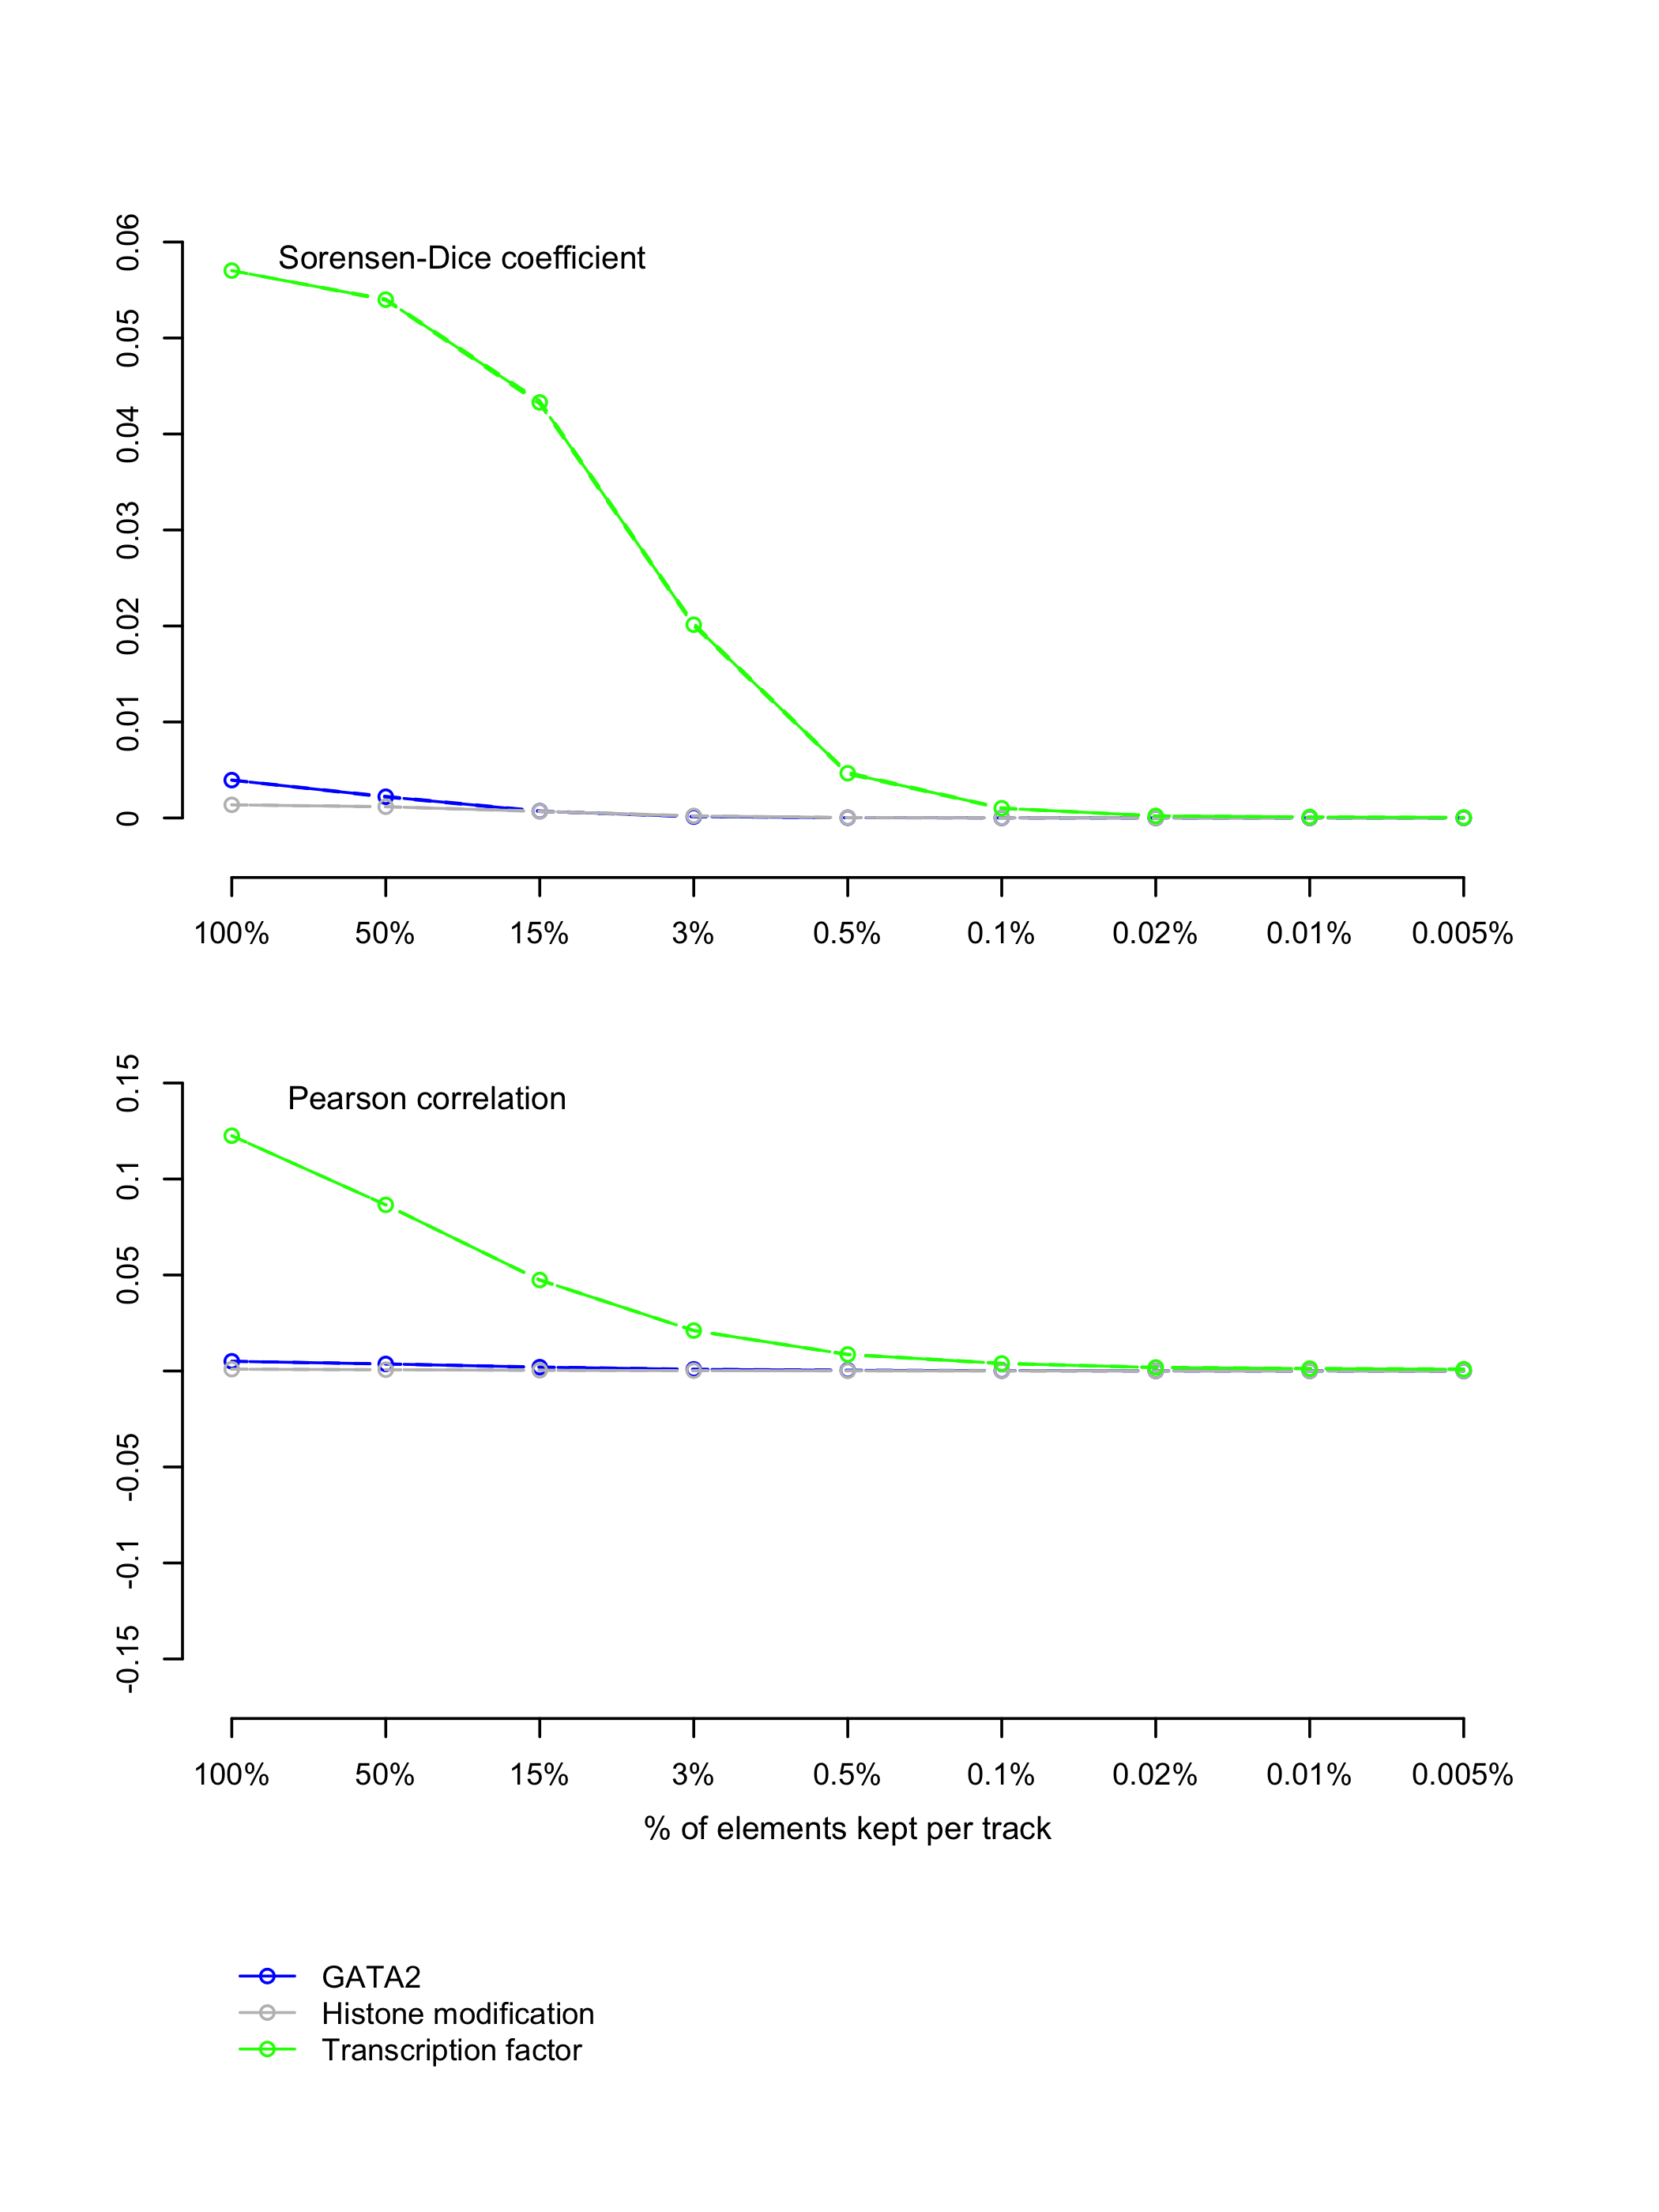 Sorensen-Dice coefficient
0.06
0.05
0.04
0.03
0.02
0.01
0
100% 50% 15% 3% 0.5% 0.1% 0.02% 0.01% 0.005%
Pearson correlation
0.15
0.1
0.05
-0.05
-0.1
-0.15
100% 50% 15% 3% 0.5% 0.1% 0.02% 0.01% 0.005%
% of elements kept per track
GATA2
Histone modification
Transcription factor